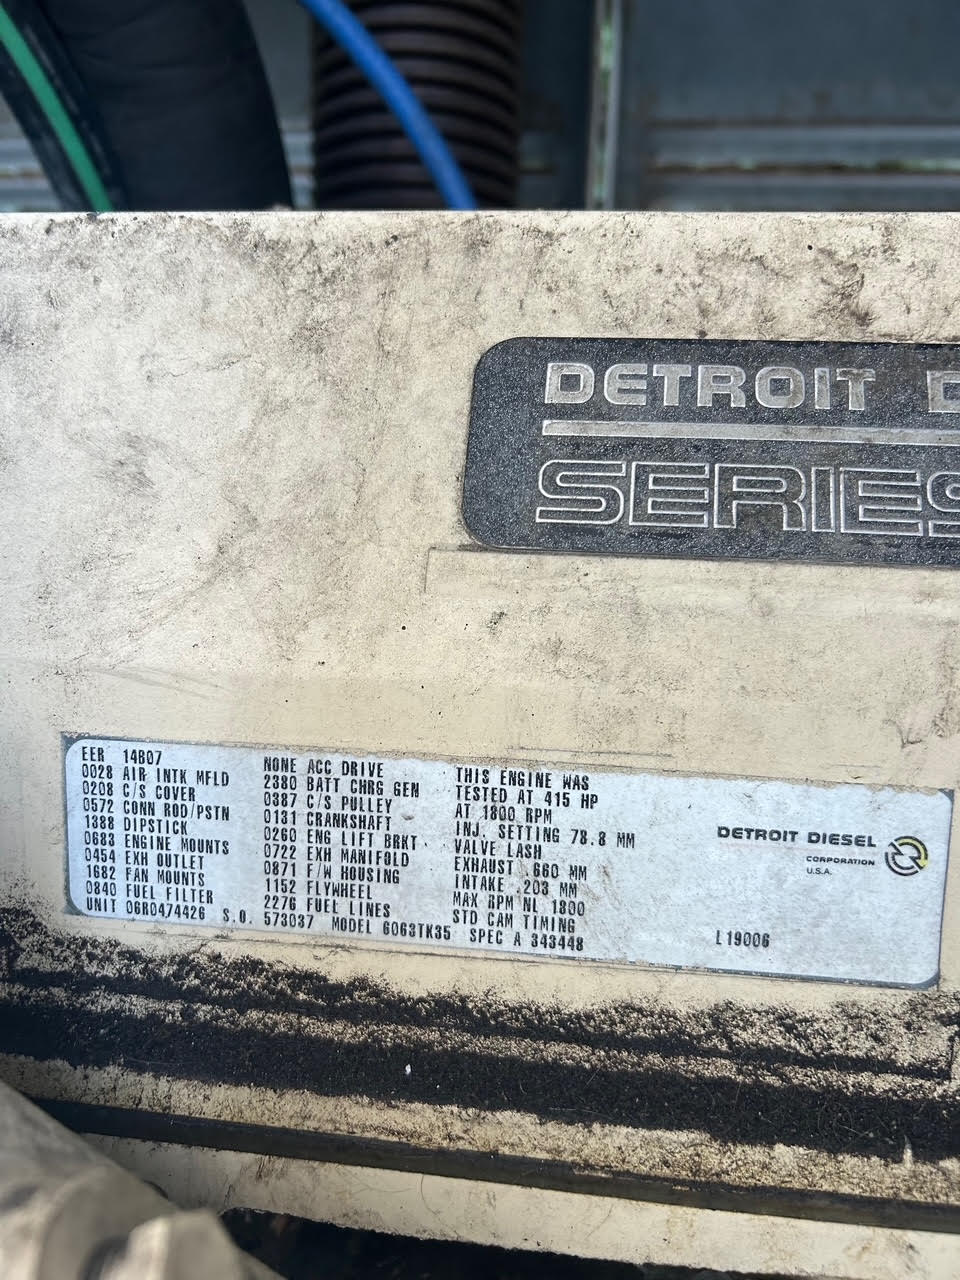 DETROIT D
SERIES
EER 14B07
0028 AIR INTK MFLD
0208 C/S COVER
0572 CONN ROD/PSTN
1388 DIPSTICK
0683 ENGINE MOUNTS
0454 EXH OUTLET
1682 FAN MOUNTS
0840 FUEL FILTER
NONE ACC DRIVE
2380 BATT CHRG GEN
0387 C/S PULLEY
0131 CRANKSHAFT
0260 ENG LIFT BRKT
0722 EXH MANIFOLD
0871 F/W HOUSING
1152 FLYWHEEL
2276 FUEL LINES
THIS ENGINE WAS
TESTED AT 415 HP
AT 1800 RPM
INJ. SETTING 78.8 MM
VALVE LASH
EXHAUST .660 MM
INTAKE .203 MM
MAX RPM NL 1800
STD CAM TIMING
UNIT 06R0474426 S.O. 573037 MODEL 6063TK35 SPEC A 343448
DETROIT DIESEL
CORPORATION
U.S.A.
L19006